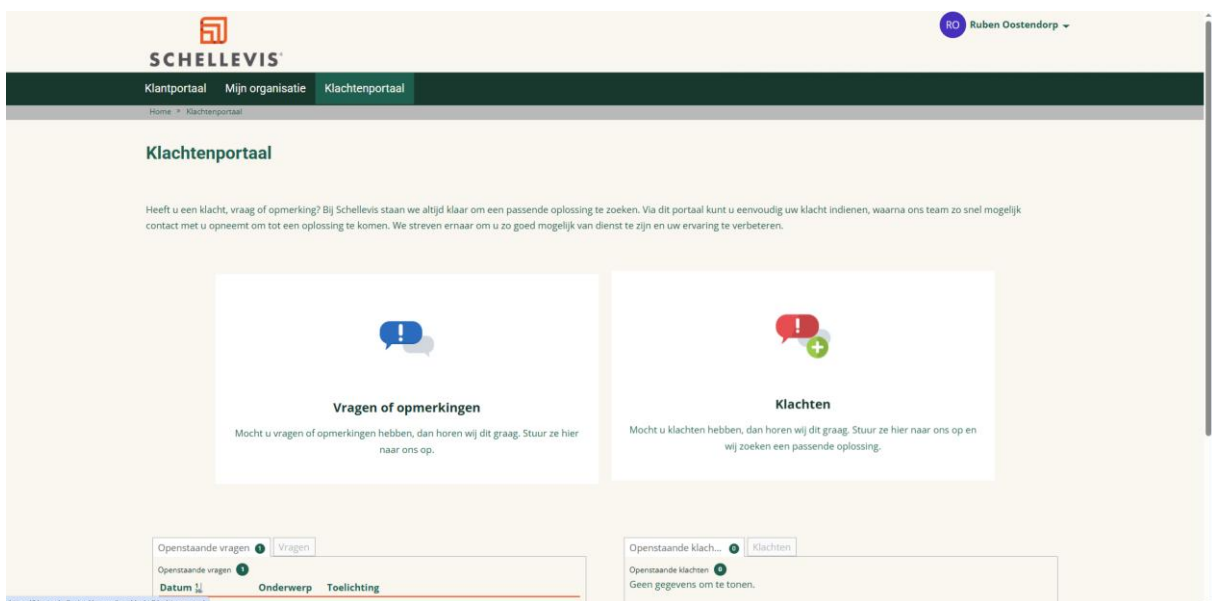 RO Ruben Oostendorp
SCHELLEVIS
Klantportaal Mijn organisatie Klachtenportaal
Home Klachtenportaal
Klachtenportaal
Heeft u een klacht, vraag of opmerking? Bij Schellevis staan we altijd klaar om een passende oplossing te zoeken. Via dit portaal kunt u eenvoudig uw klacht indienen, waarna ons team zo snel mogelijk
contact met u opneemt om tot een oplossing te komen. We streven ernaar om u zo goed mogelijk van dienst te zijn en uw ervaring te verbeteren.
Vragen of opmerkingen
Mocht u vragen of opmerkingen hebben, dan horen wij dit graag. Stuur ze hier
naar ons op.
Klachten
Mocht u klachten hebben, dan horen wij dit graag. Stuur ze hier naar ons op en
wij zoeken een passende oplossing.
Openstaande vragen 1 Vragen
Openstaande vragen 1
Datum Onderwerp Toelichting
Openstaande klach... 0 Klachten
Openstaande klachten 0
Geen gegevens om te tonen.